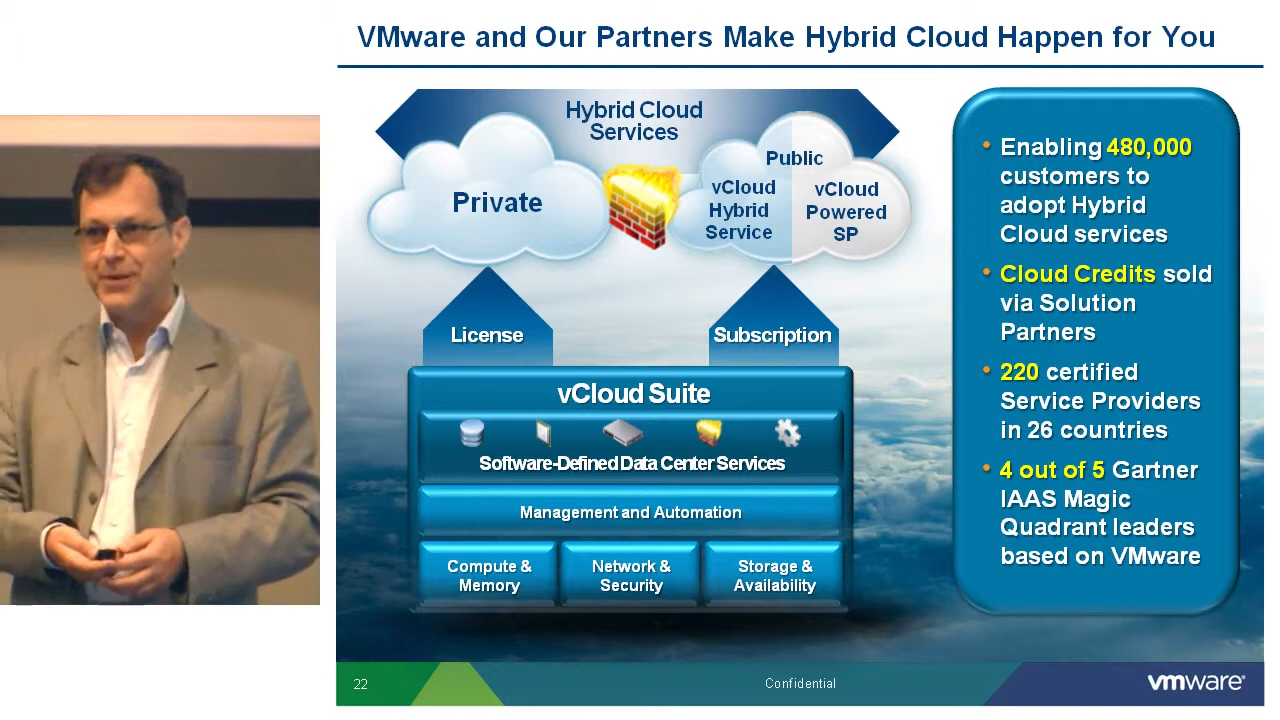 VMware and Our Partners Make Hybrid Cloud Happen for You
Hybrid Cloud
Services
Private
Public
vCloud
Hybrid
Service
vCloud
Powered
SP
License
Subscription
vCloud Suite
Software-Defined Data Center Services
Management and Automation
Compute &
Memory
Network &
Security
Storage &
Availability
• Enabling 480,000
customers to
adopt Hybrid
Cloud services
• Cloud Credits sold
via Solution
Partners
• 220 certified
Service Providers
in 26 countries
• 4 out of 5 Gartner
IAAS Magic
Quadrant leaders
based on VMware
22
Confidential
vmware®